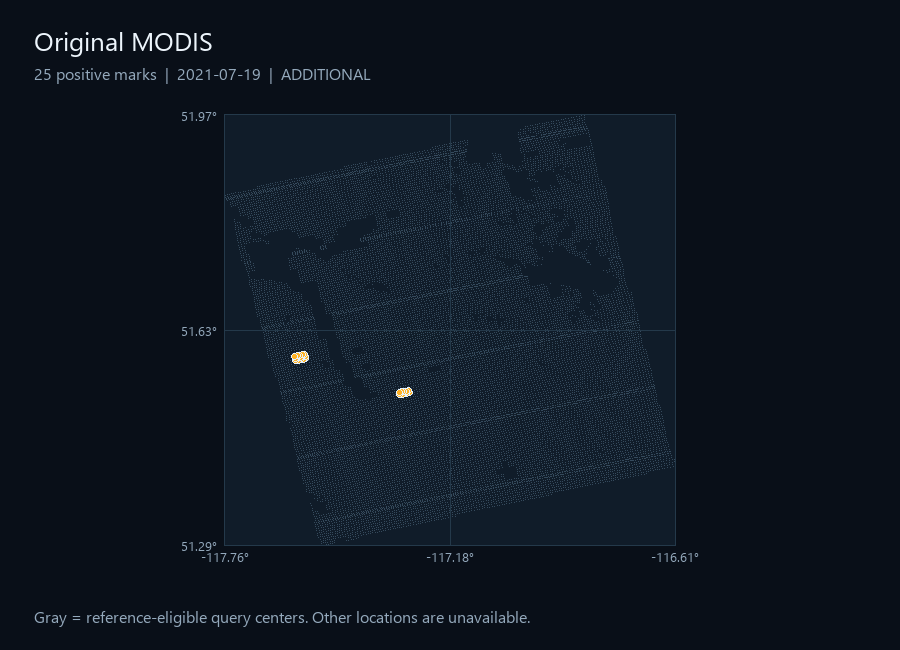 Original MODIS
25 positive marks | 2021-07-19 | ADDITIONAL
51.97°
51.63°
51.29°
-117.76° -117.18° -116.61°
Gray = reference-eligible query centers. Other locations are unavailable.